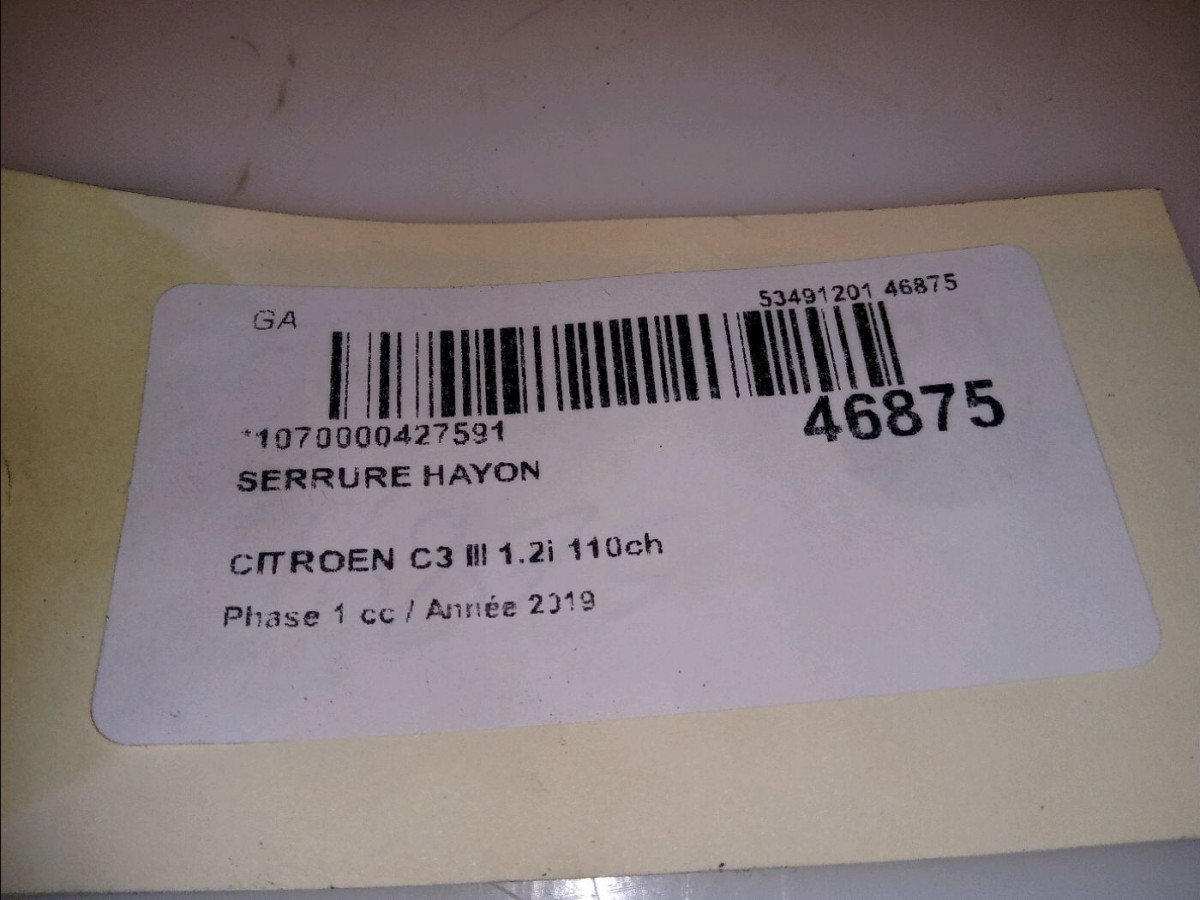 GA
53491201 46875
*1070000427591
46875
SERRURE HAYON
CITROEN C3 III 1.2i 110ch
Phase 1 cc / Année 2019